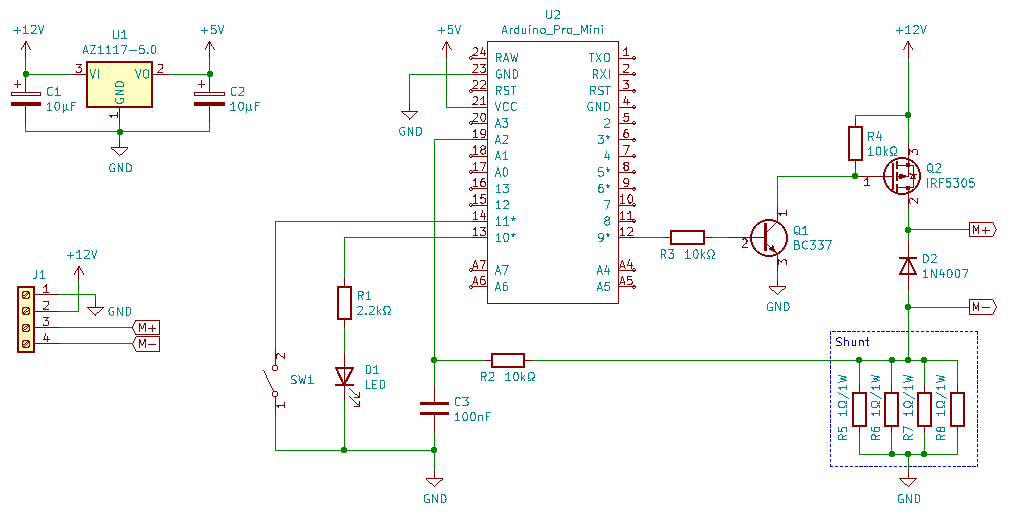 +12V
U1
AZ1117-5.0
+5V
3
VI
VO
2
GND
1
+
C1
10µF
+
C2
10µF
GND
+12V
J1
1
2
3
4
GND
M+
M-
U2
Arduino_Pro_Mini
+5V
GND
24
RAW
TXO
1
23
GND
RXI
2
22
RST
RST
3
21
VCC
GND
4
20
A3
2
5
19
A2
3*
6
18
A1
4
7
17
A0
5*
8
16
13
6*
9
15
12
7
10
14
11*
8
11
13
10*
9*
12
A7
A7
A4
A4
A6
A6
A5
A5
R1
2.2kΩ
2
SW1
1
D1
LED
R2 10kΩ
C3
100nF
GND
R3 10kΩ
2
1
Q1
BC337
3
GND
+12V
R4
10kΩ
3
1
Q2
IRF5305
2
M+
D2
1N4007
M-
Shunt
R5 1Ω/1W
R6 1Ω/1W
R7 1Ω/1W
R8 1Ω/1W
GND